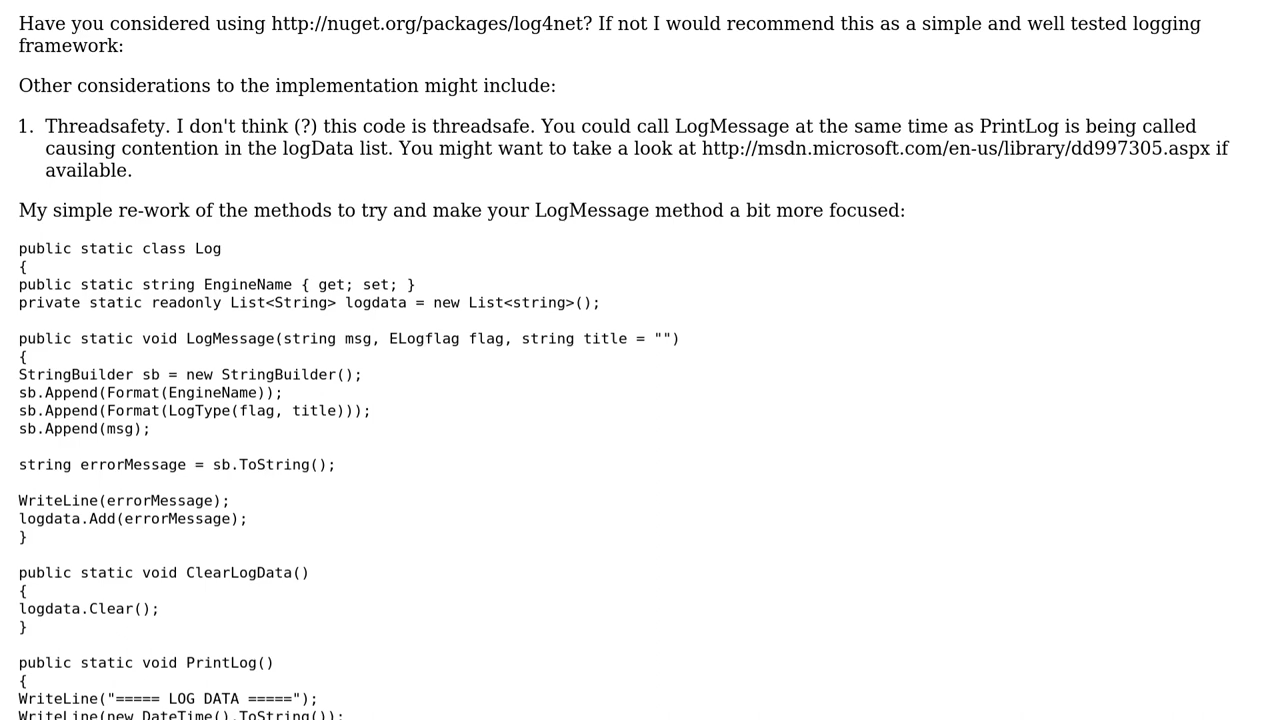 Have you considered using http://nuget.org/packages/log4net? If not I would recommend this as a simple and well tested logging
framework:
Other considerations to the implementation might include:
1. Threadsafety. I don't think (?) this code is threadsafe. You could call LogMessage at the same time as PrintLog is being called
causing contention in the logData list. You might want to take a look at http://msdn.microsoft.com/en-us/library/dd997305.aspx if
available.
My simple re-work of the methods to try and make your LogMessage method a bit more focused:
public static class Log
{
public static string EngineName { get; set; }
private static readonly List<String> logdata = new List<string>();
public static void LogMessage(string msg, ELogflag flag, string title = "")
{
StringBuilder sb = new StringBuilder();
sb.Append(Format(EngineName));
sb.Append(Format(LogType(flag, title)));
sb.Append(msg);
string errorMessage = sb.ToString();
WriteLine(errorMessage);
logdata.Add(errorMessage);
}
public static void ClearLogData()
{
logdata.Clear();
}
public static void PrintLog()
{
WriteLine("===== LOG DATA =====");
WriteLine(new DateTime().ToString());